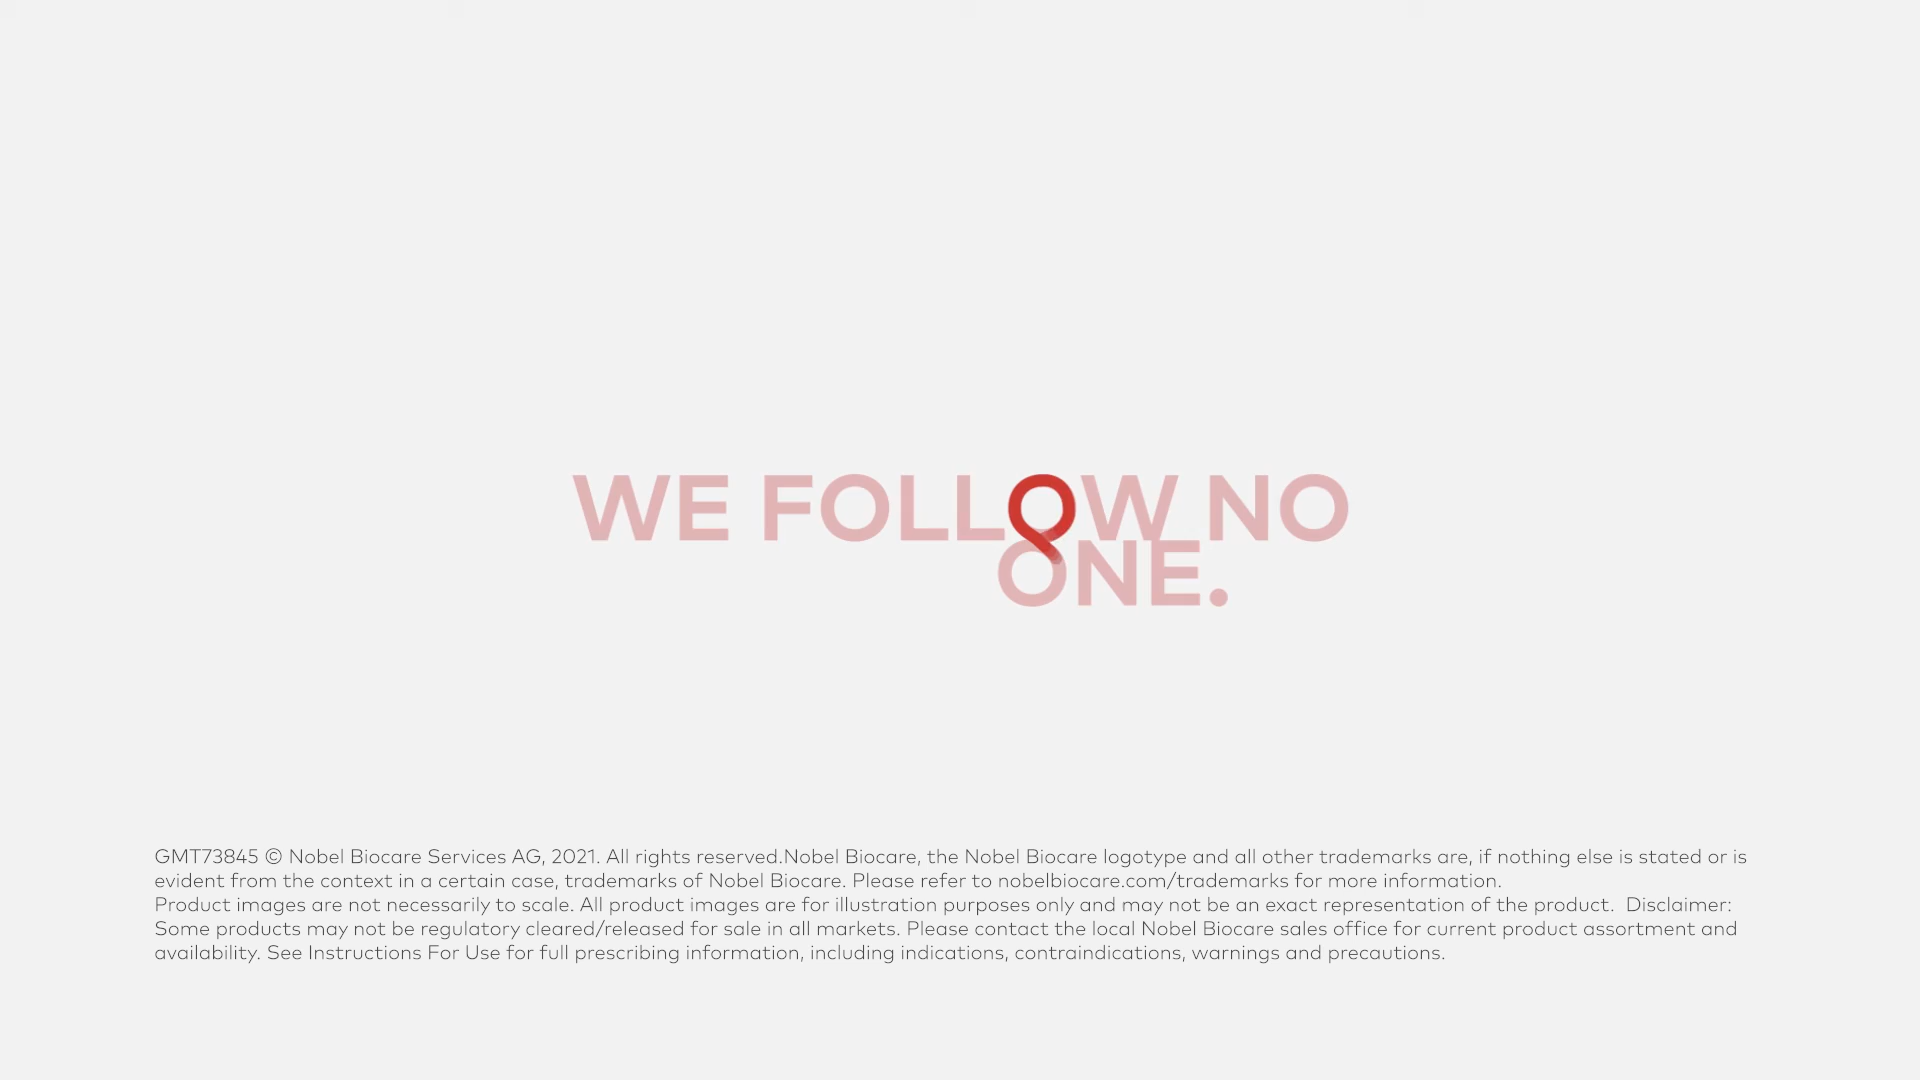 WE FOLLOW NO
ONE.
GMT73845 © Nobel Biocare Services AG, 2021. All rights reserved.Nobel Biocare, the Nobel Biocare logotype and all other trademarks are, if nothing else is stated or is
evident from the context in a certain case, trademarks of Nobel Biocare. Please refer to nobelbiocare.com/trademarks for more information.
Product images are not necessarily to scale. All product images are for illustration purposes only and may not be an exact representation of the product.  Disclaimer:
Some products may not be regulatory cleared/released for sale in all markets. Please contact the local Nobel Biocare sales office for current product assortment and
availability. See Instructions For Use for full prescribing information, including indications, contraindications, warnings and precautions.